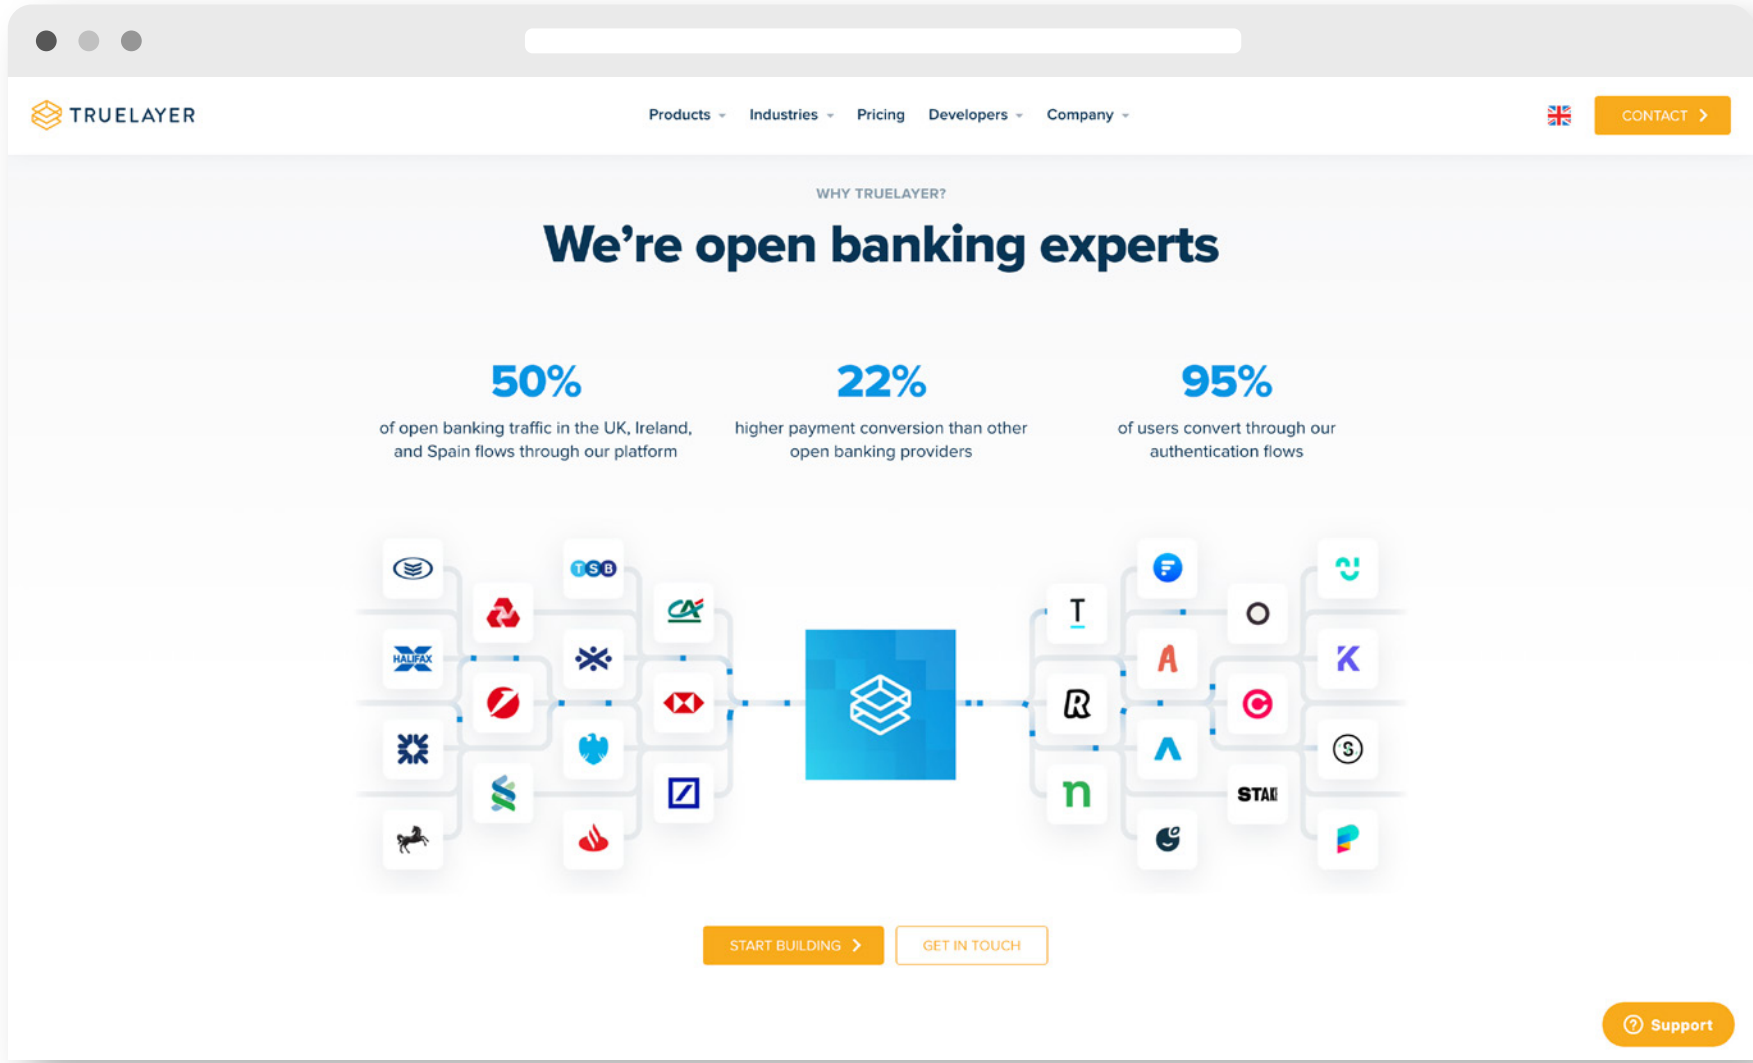 TRUELAYER
Products
Industries
Pricing
Developers
Company
CONTACT
WHY TRUELAYER?
We're open banking experts
50%
of open banking traffic in the UK, Ireland,
and Spain flows through our platform
22%
higher payment conversion than other
open banking providers
95%
of users convert through our
authentication flows
TSB
CA
HALIFAX
T
R
n
A
K
S
START BUILDING
GET IN TOUCH
Support